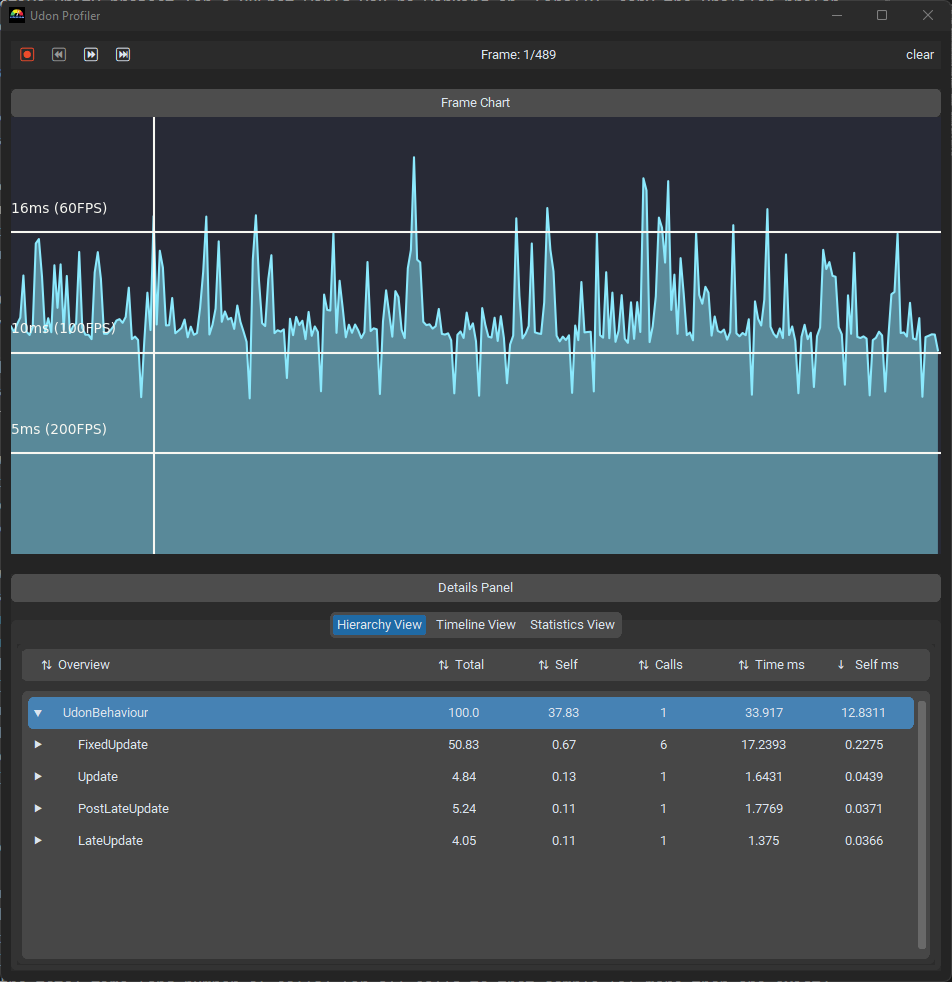 Udon Profiler
Frame: 1/489
clear
Frame Chart
16ms (60FPS)
10ms (100FPS)
5ms (200FPS)
Details Panel
Hierarchy View Timeline View Statistics View
Overview Total Self Calls Time ms Self ms
UdonBehaviour 100.0 37.83 1 33.917 12.8311
FixedUpdate 50.83 0.67 6 17.2393 0.2275
Update 4.84 0.13 1 1.6431 0.0439
PostLateUpdate 5.24 0.11 1 1.7769 0.0371
LateUpdate 4.05 0.11 1 1.375 0.0366